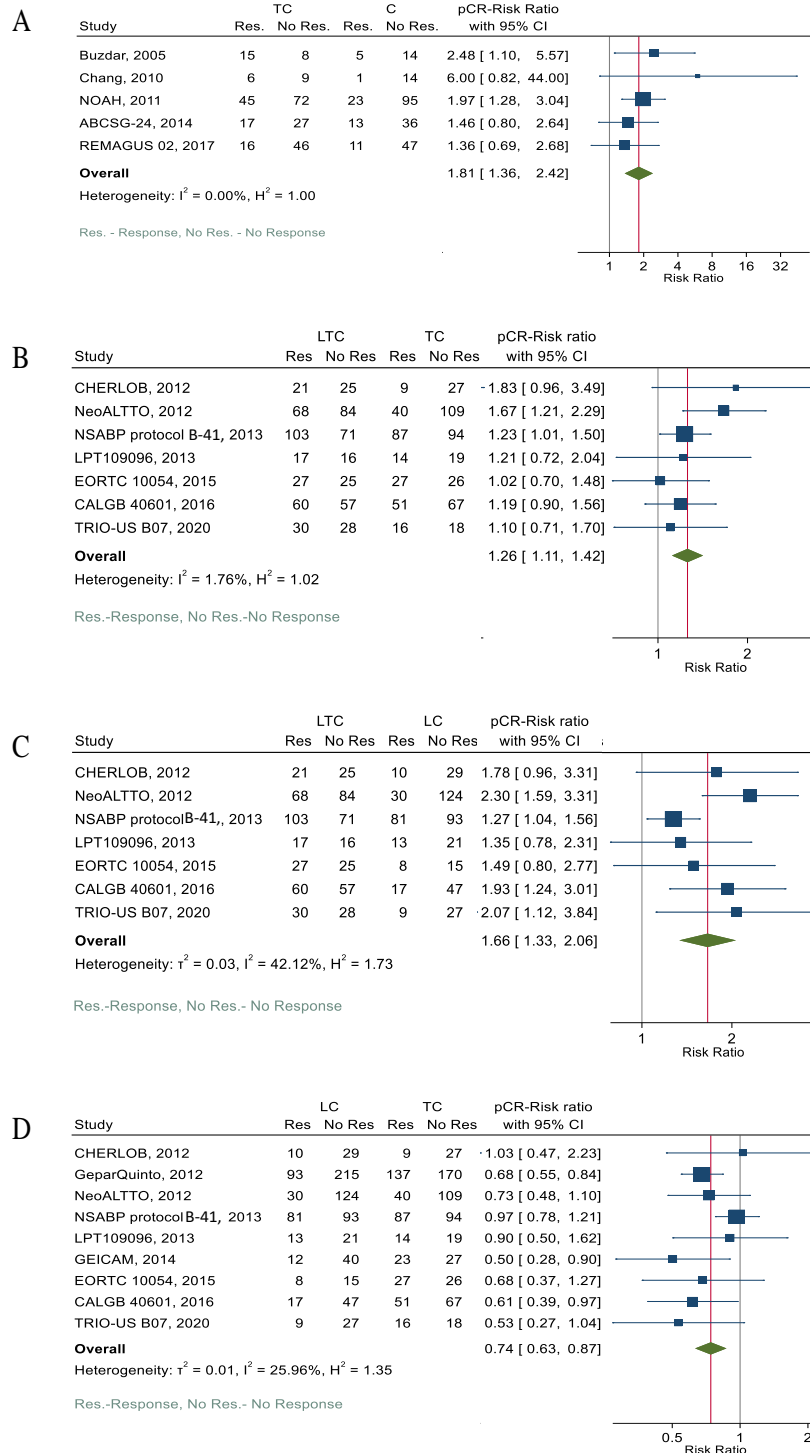 A
TC C pCR-Risk Ratio
Study Res. No Res. Res. No Res. with 95% CI
Buzdar, 2005 15 8 5 14 2.48 [ 1.10, 5.57]
Chang, 2010 6 9 1 14 6.00 [ 0.82, 44.00]
NOAH, 2011 45 72 23 95 1.97 [ 1.28, 3.04]
ABCSG-24, 2014 17 27 13 36 1.46 [ 0.80, 2.64]
REMAGUS 02, 2017 16 46 11 47 1.36 [ 0.69, 2.68]
Overall 1.81 [ 1.36, 2.42]
Heterogeneity: I² = 0.00%, H² = 1.00
Res. - Response, No Res. - No Response
1 2 4 8 16 32
Risk Ratio
B
LTC TC pCR-Risk ratio
Study Res No Res Res No Res with 95% CI
CHERLOB, 2012 21 25 9 27 1.83 [ 0.96, 3.49]
NeoALTTO, 2012 68 84 40 109 1.67 [ 1.21, 2.29]
NSABP protocol B-41, 2013 103 71 87 94 1.23 [ 1.01, 1.50]
LPT109096, 2013 17 16 14 19 1.21 [ 0.72, 2.04]
EORTC 10054, 2015 27 25 27 26 1.02 [ 0.70, 1.48]
CALGB 40601, 2016 60 57 51 67 1.19 [ 0.90, 1.56]
TRIO-US B07, 2020 30 28 16 18 1.10 [ 0.71, 1.70]
Overall 1.26 [ 1.11, 1.42]
Heterogeneity: I² = 1.76%, H² = 1.02
Res.-Response, No Res.-No Response
1 2
Risk Ratio
C
LTC LC pCR-Risk ratio
Study Res No Res Res No Res with 95% CI
CHERLOB, 2012 21 25 10 29 1.78 [ 0.96, 3.31]
NeoALTTO, 2012 68 84 30 124 2.30 [ 1.59, 3.31]
NSABP protocolB-41,, 2013 103 71 81 93 1.27 [ 1.04, 1.56]
LPT109096, 2013 17 16 13 21 1.35 [ 0.78, 2.31]
EORTC 10054, 2015 27 25 8 15 1.49 [ 0.80, 2.77]
CALGB 40601, 2016 60 57 17 47 1.93 [ 1.24, 3.01]
TRIO-US B07, 2020 30 28 9 27 2.07 [ 1.12, 3.84]
Overall 1.66 [ 1.33, 2.06]
Heterogeneity: τ² = 0.03, I² = 42.12%, H² = 1.73
Res.-Response, No Res.- No Response
1 2
Risk Ratio
D
LC TC pCR-Risk ratio
Study Res No Res Res No Res with 95% CI
CHERLOB, 2012 10 29 9 27 1.03 [ 0.47, 2.23]
GeparQuinto, 2012 93 215 137 170 0.68 [ 0.55, 0.84]
NeoALTTO, 2012 30 124 40 109 0.73 [ 0.48, 1.10]
NSABP protocolB-41, 2013 81 93 87 94 0.97 [ 0.78, 1.21]
LPT109096, 2013 13 21 14 19 0.90 [ 0.50, 1.62]
GEICAM, 2014 12 40 23 27 0.50 [ 0.28, 0.90]
EORTC 10054, 2015 8 15 27 26 0.68 [ 0.37, 1.27]
CALGB 40601, 2016 17 47 51 67 0.61 [ 0.39, 0.97]
TRIO-US B07, 2020 9 27 16 18 0.53 [ 0.27, 1.04]
Overall 0.74 [ 0.63, 0.87]
Heterogeneity: τ² = 0.01, I² = 25.96%, H² = 1.35
Res.-Response, No Res.- No Response
0.5 1 2
Risk Ratio